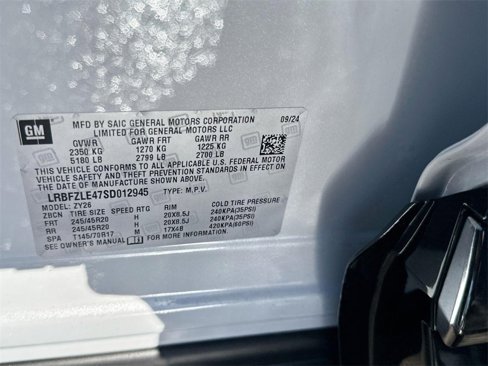 GM
MFD BY SAIC GENERAL MOTORS CORPORATION 09/24
LIMITED FOR GENERAL MOTORS LLC
GVWR GAWR FRT GAWR RR
2350 KG 1270 KG 1225 KG
5180 LB 2799 LB 2700 LB
THIS VEHICLE CONFORMS TO ALL APPLICABLE U.S. FEDERAL MOTOR
VEHICLE SAFETY AND THEFT PREVENTION STANDARDS IN EFFECT ON
THE DATE OF MANUFACTURE SHOWN ABOVE.
LRBFZLE47SD012945 TYPE: M.P.V.
ZY26
ZBCN TIRE SIZE SPEED RTG RIM COLD TIRE PRESSURE
FRT 245/45R20 H 20X8.5J 240KPA(35PSI)
RR 245/45R20 H 20X8.5J 240KPA(35PSI)
SPA T145/70R17 M 17X4B 420KPA(60PSI)
SEE OWNER'S MANUAL FOR MORE INFORMATION.